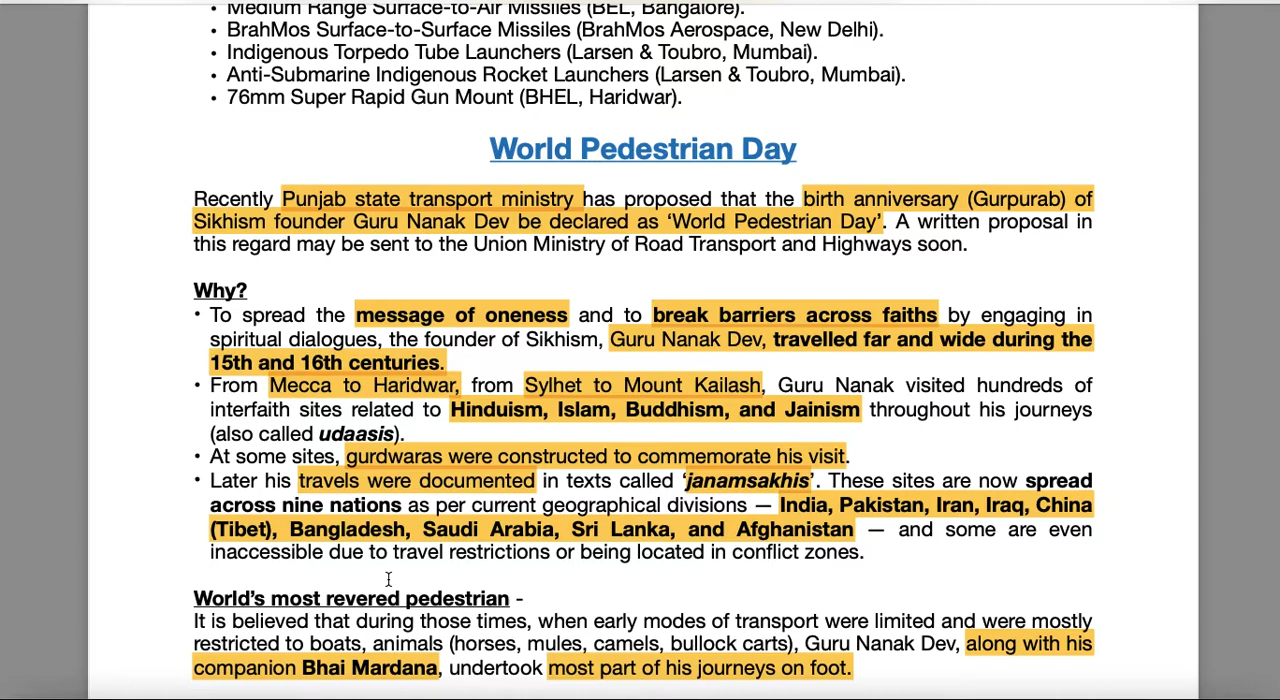 • Medium Range Surface-to-Air Missiles (BEL, Bangalore).
• BrahMos Surface-to-Surface Missiles (BrahMos Aerospace, New Delhi).
• Indigenous Torpedo Tube Launchers (Larsen & Toubro, Mumbai).
• Anti-Submarine Indigenous Rocket Launchers (Larsen & Toubro, Mumbai).
• 76mm Super Rapid Gun Mount (BHEL, Haridwar).
World Pedestrian Day
Recently Punjab state transport ministry has proposed that the birth anniversary (Gurpurab) of
Sikhism founder Guru Nanak Dev be declared as ‘World Pedestrian Day’. A written proposal in
this regard may be sent to the Union Ministry of Road Transport and Highways soon.
Why?
• To spread the message of oneness and to break barriers across faiths by engaging in
spiritual dialogues, the founder of Sikhism, Guru Nanak Dev, travelled far and wide during the
15th and 16th centuries.
• From Mecca to Haridwar, from Sylhet to Mount Kailash, Guru Nanak visited hundreds of
interfaith sites related to Hinduism, Islam, Buddhism, and Jainism throughout his journeys
(also called udaasis).
• At some sites, gurdwaras were constructed to commemorate his visit.
• Later his travels were documented in texts called ‘janamsakhis’. These sites are now spread
across nine nations as per current geographical divisions — India, Pakistan, Iran, Iraq, China
(Tibet), Bangladesh, Saudi Arabia, Sri Lanka, and Afghanistan — and some are even
inaccessible due to travel restrictions or being located in conflict zones.
World’s most revered pedestrian -
It is believed that during those times, when early modes of transport were limited and were mostly
restricted to boats, animals (horses, mules, camels, bullock carts), Guru Nanak Dev, along with his
companion Bhai Mardana, undertook most part of his journeys on foot.